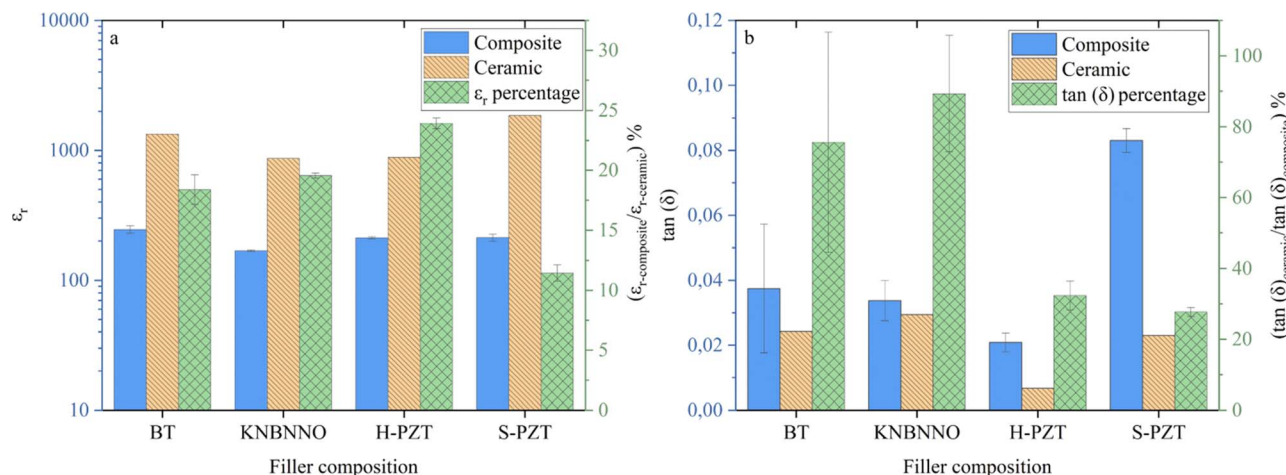 a
Composite
Ceramic
εr percentage
10000
1000
100
10
εr
30
25
20
15
10
5
0
(εr-composite/εr-ceramic) %
BT
KNBNNO
H-PZT
S-PZT
Filler composition
b
Composite
Ceramic
tan (δ) percentage
0,12
0,10
0,08
0,06
0,04
0,02
0,00
tan (δ)
100
80
60
40
20
0
(tan (δ)ceramic/tan (δ)composite) %
BT
KNBNNO
H-PZT
S-PZT
Filler composition